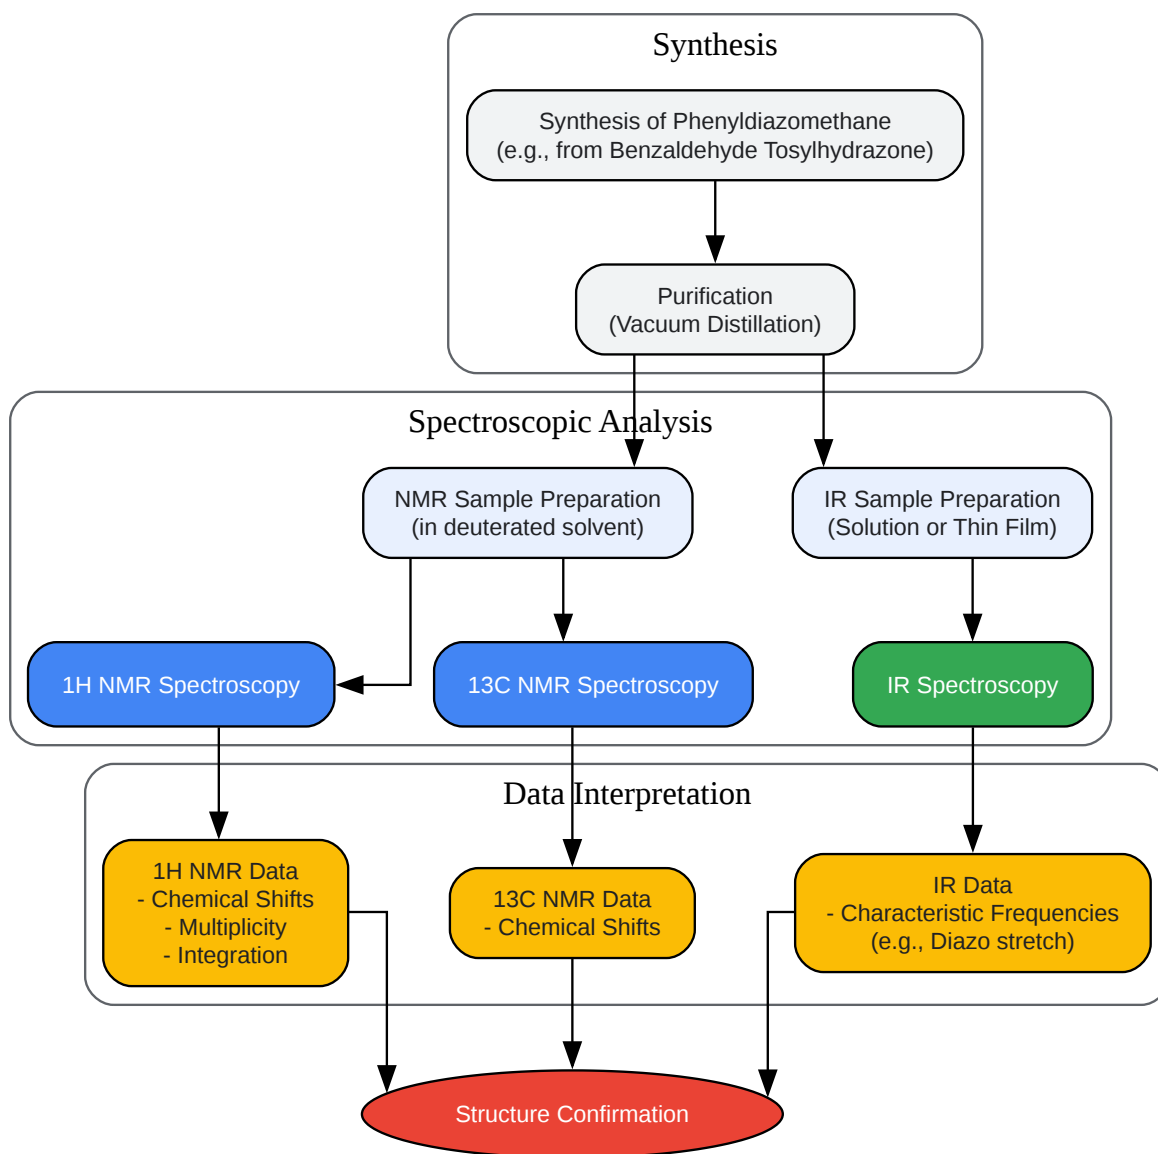 Synthesis
Synthesis of Phenyldiazomethane
(e.g., from Benzaldehyde Tosylhydrazone)
Purification
(Vacuum Distillation)
Spectroscopic Analysis
NMR Sample Preparation
(in deuterated solvent)
IR Sample Preparation
(Solution or Thin Film)
1H NMR Spectroscopy
13C NMR Spectroscopy
IR Spectroscopy
Data Interpretation
1H NMR Data
- Chemical Shifts
- Multiplicity
- Integration
13C NMR Data
- Chemical Shifts
IR Data
- Characteristic Frequencies
(e.g., Diazo stretch)
Structure Confirmation